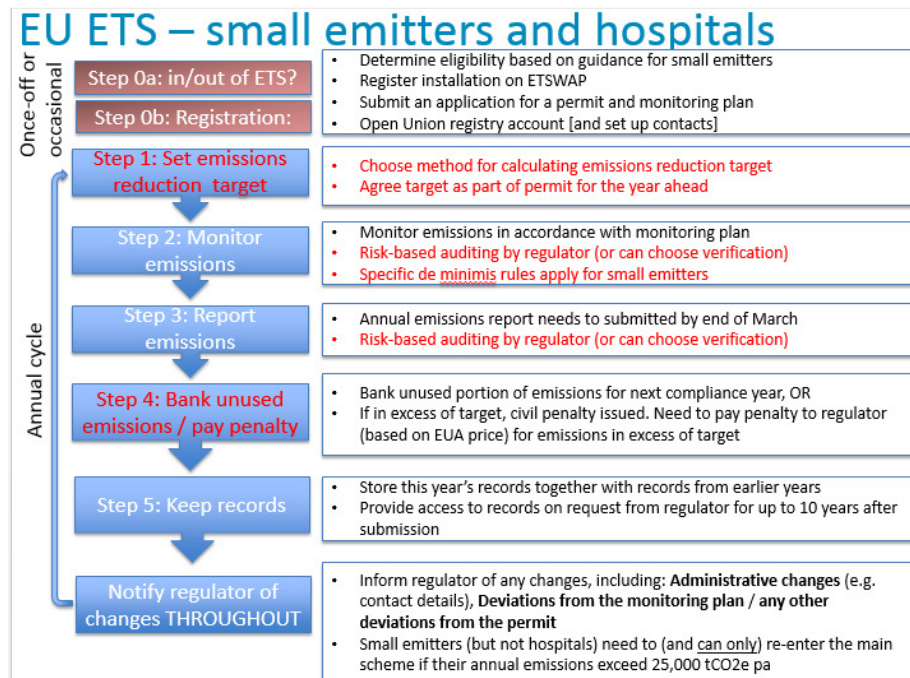 EU ETS – small emitters and hospitals
Once-off or
occasional
Step 0a: in/out of ETS?
Step 0b: Registration:
• Determine eligibility based on guidance for small emitters
• Register installation on ETSWAP
• Submit an application for a permit and monitoring plan
• Open Union registry account [and set up contacts]
Annual cycle
Step 1: Set emissions
reduction target
• Choose method for calculating emissions reduction target
• Agree target as part of permit for the year ahead
Step 2: Monitor
emissions
• Monitor emissions in accordance with monitoring plan
• Risk-based auditing by regulator (or can choose verification)
• Specific de minimis rules apply for small emitters
Step 3: Report
emissions
• Annual emissions report needs to submitted by end of March
• Risk-based auditing by regulator (or can choose verification)
Step 4: Bank unused
emissions / pay penalty
• Bank unused portion of emissions for next compliance year, OR
• If in excess of target, civil penalty issued. Need to pay penalty to regulator
(based on EUA price) for emissions in excess of target
Step 5: Keep records
• Store this year's records together with records from earlier years
• Provide access to records on request from regulator for up to 10 years after
submission
Notify regulator of
changes THROUGHOUT
• Inform regulator of any changes, including: Administrative changes (e.g.
contact details), Deviations from the monitoring plan / any other
deviations from the permit
• Small emitters (but not hospitals) need to (and can only) re-enter the main
scheme if their annual emissions exceed 25,000 tCO2e pa